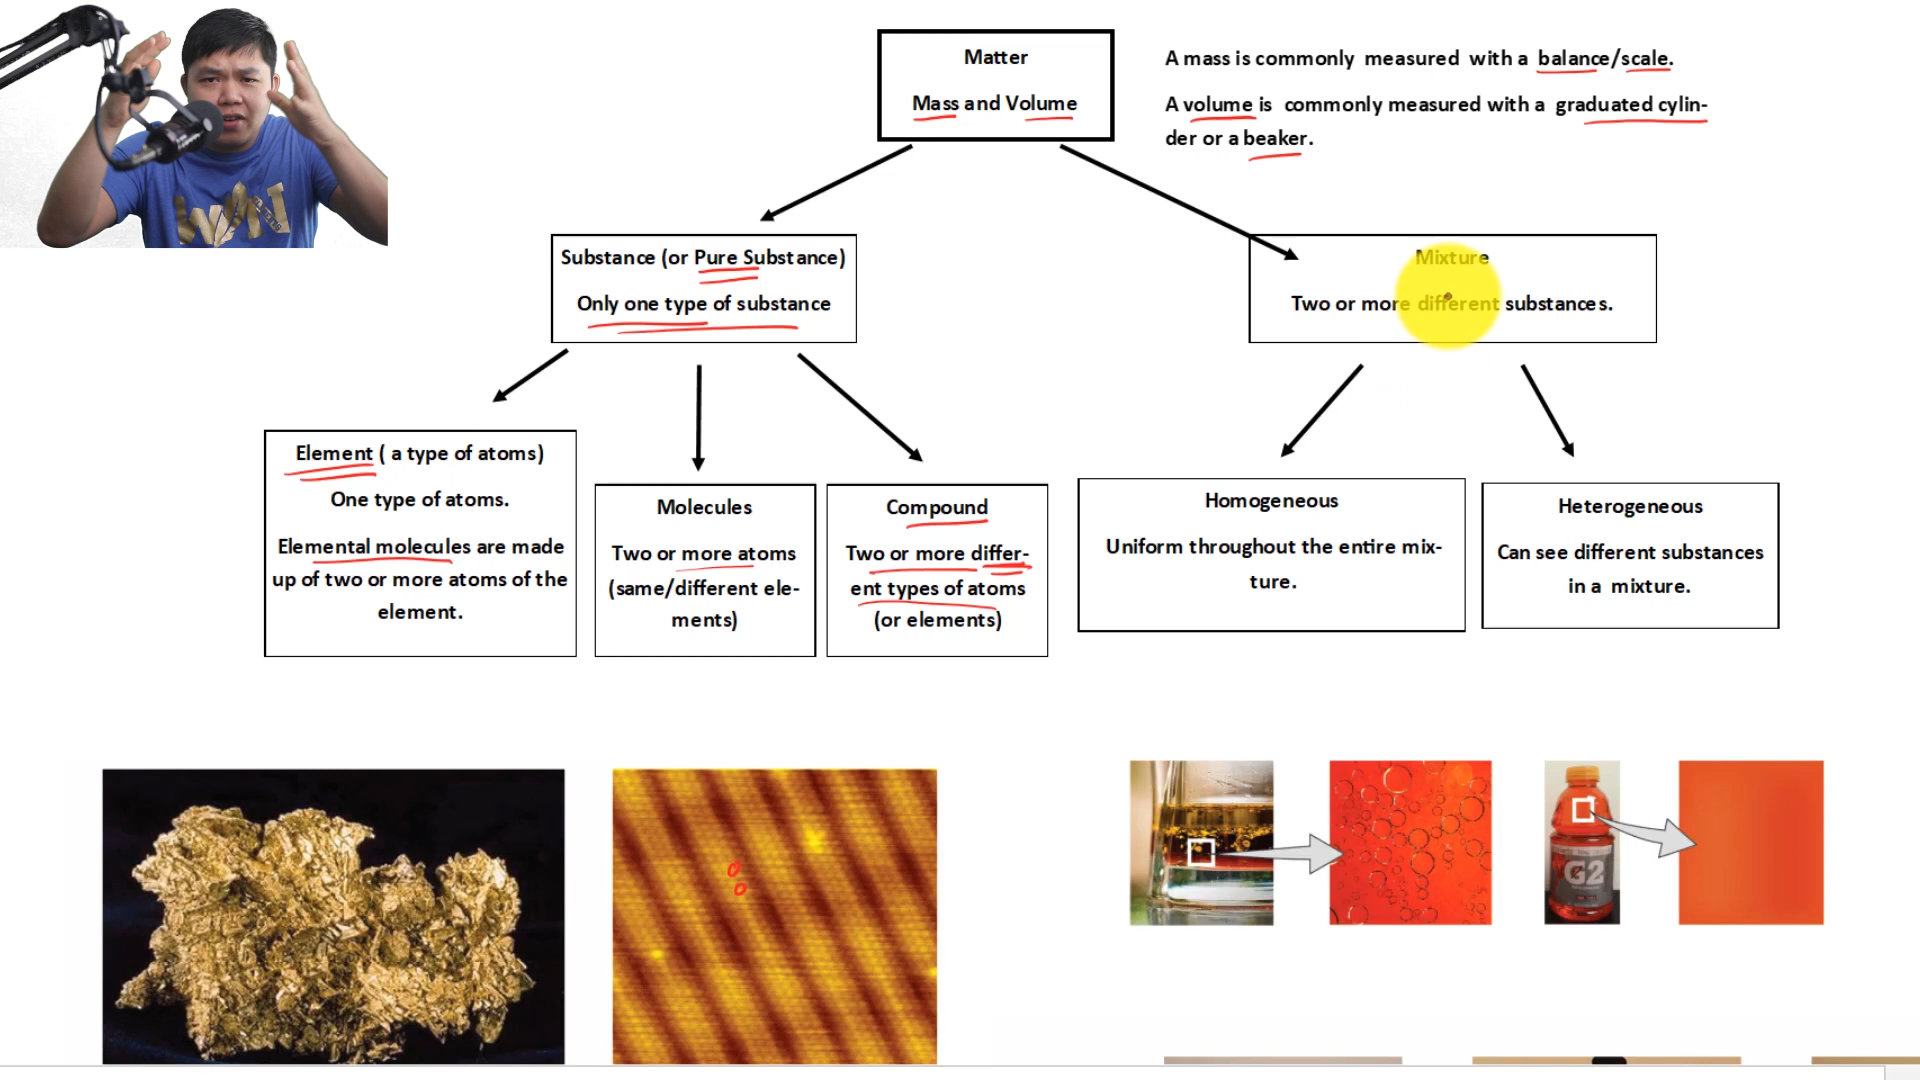 Matter
Mass and Volume
A mass is commonly measured with a balance/scale.
A volume is commonly measured with a graduated cylin-
der or a beaker.
Substance (or Pure Substance)
Only one type of substance
Mixture
Two or more different substances.
Element ( a type of atoms)
One type of atoms.
Elemental molecules are made
up of two or more atoms of the
element.
Molecules
Two or more atoms
(same/different ele-
ments)
Compound
Two or more differ-
ent types of atoms
(or elements)
Homogeneous
Uniform throughout the entire mix-
ture.
Heterogeneous
Can see different substances
in a mixture.
G2